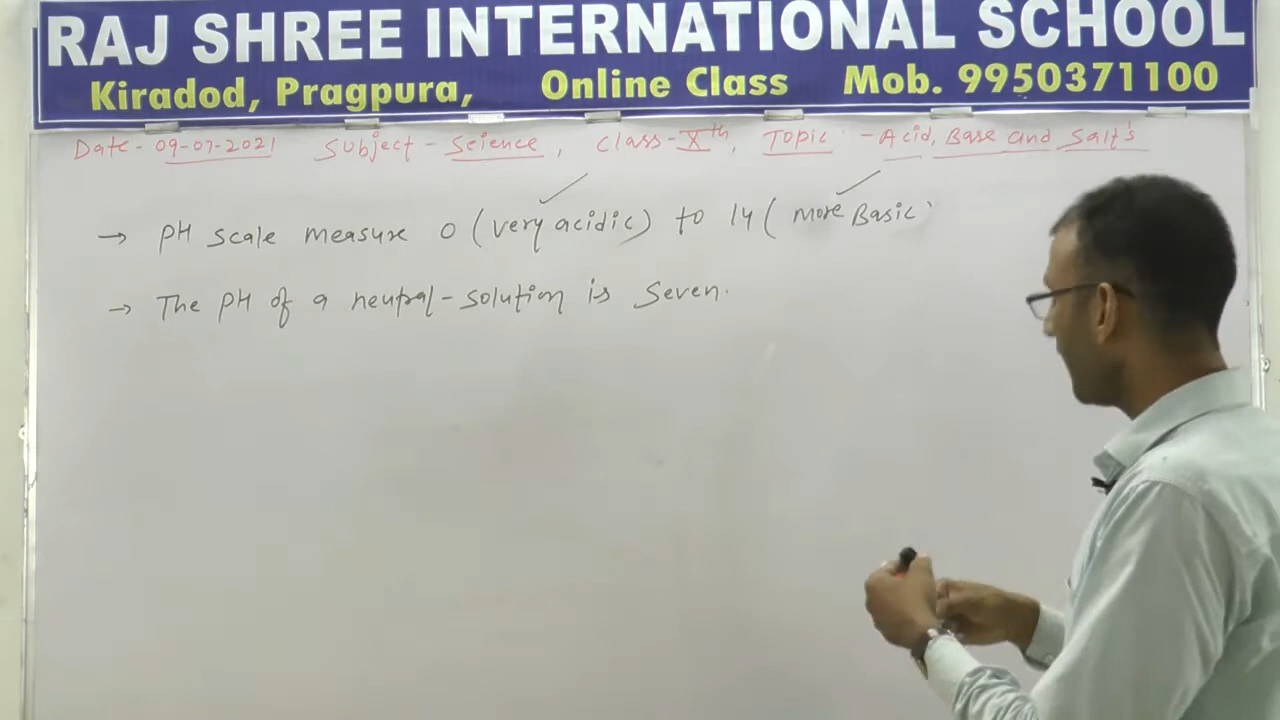 RAJ SHREE INTERNATIONAL SCHOOL
Kiradod, Pragpura, Online Class Mob. 9950371100
Date- 09-07-2021 Subject - Science, Class-Xth, Topic - Acid, Base and Salt's
→ PH scale measure 0 (very acidic) to 14 ( more Basic
→ The PH of a neutral-solution is Seven.